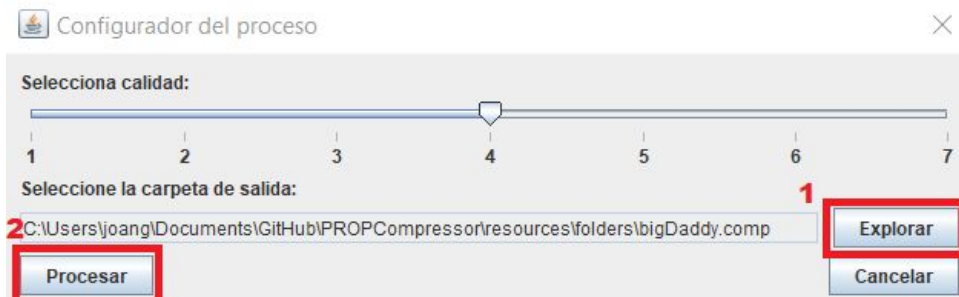 Configurador del proceso
Selecciona calidad:
1 2 3 4 5 6 7
Seleccione la carpeta de salida:
1
2
C:\Users\joang\Documents\GitHub\PROPCompressor\resources\folders\bigDaddy.comp
Explorar
Procesar
Cancelar